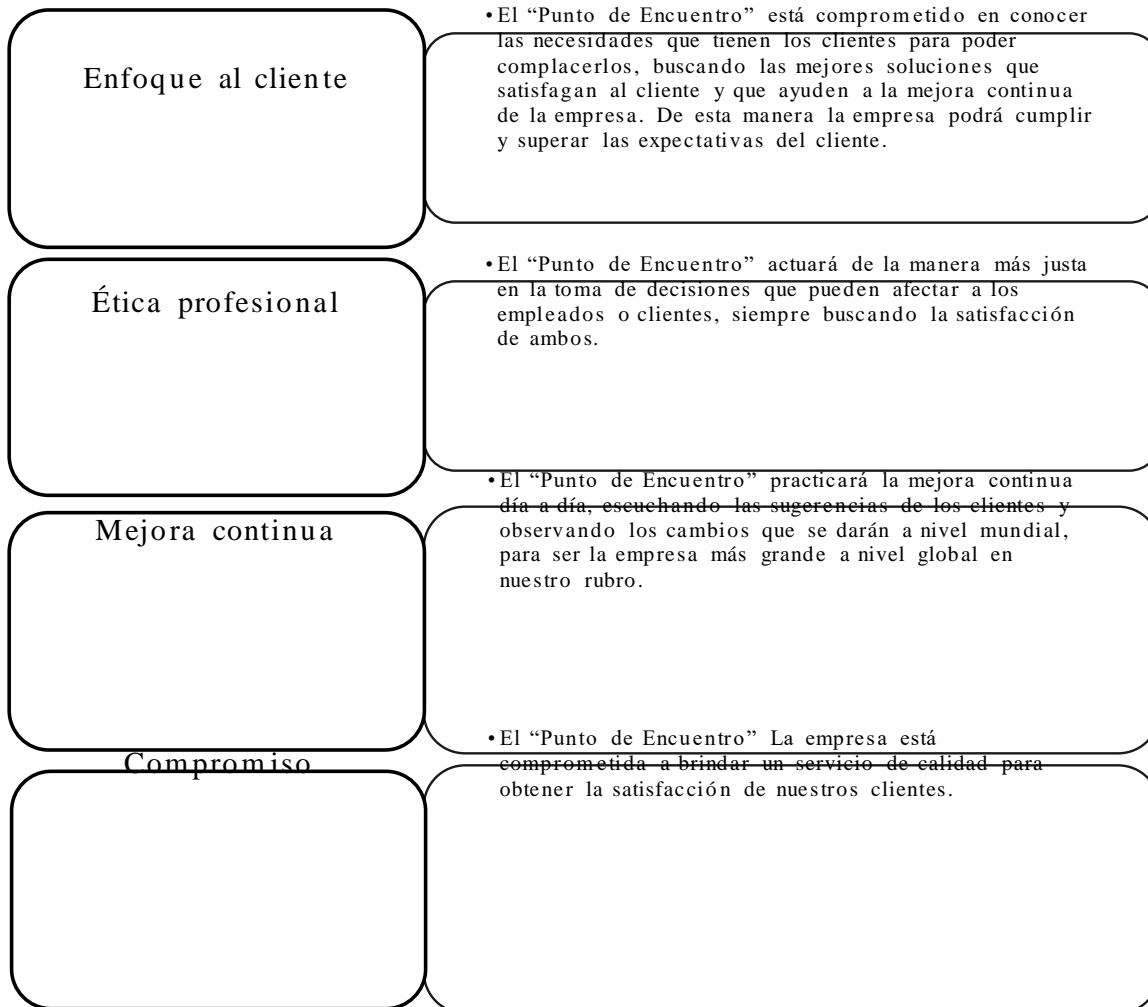 Enfoque al cliente
• El “Punto de Encuentro” está comprometido en conocer
las necesidades que tienen los clientes para poder
complacerlos, buscando las mejores soluciones que
satisfagan al cliente y que ayuden a la mejora continua
de la empresa. De esta manera la empresa podrá cumplir
y superar las expectativas del cliente.
Ética profesional
• El “Punto de Encuentro” actuará de la manera más justa
en la toma de decisiones que pueden afectar a los
empleados o clientes, siempre buscando la satisfacción
de ambos.
Mejora continua
• El “Punto de Encuentro” practicará la mejora continua
día a día, escuchando las sugerencias de los clientes y
observando los cambios que se darán a nivel mundial,
para ser la empresa más grande a nivel global en
nuestro rubro.
Compromiso
• El “Punto de Encuentro” La empresa está
comprometida a brindar un servicio de calidad para
obtener la satisfacción de nuestros clientes.